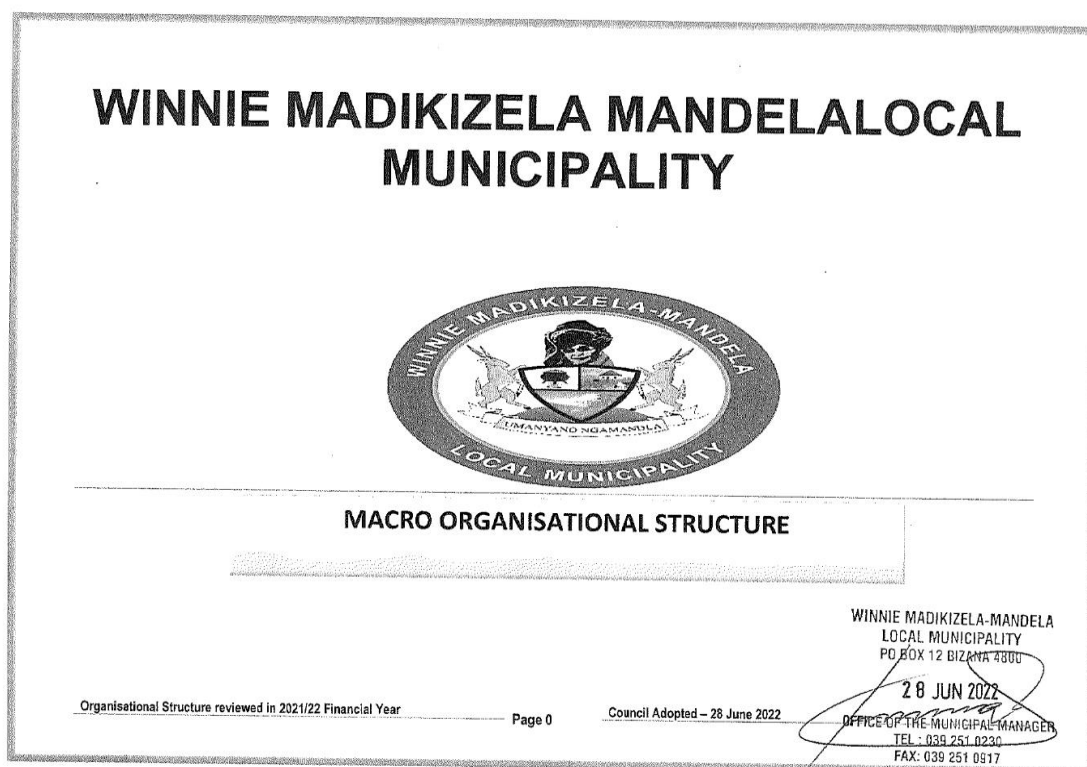 WINNIE MADIKIZELA MANDELALOCAL
MUNICIPALITY
WINNIE MADIKIZELA-MANDELA
UMANYANO NGAMANDLA
LOCAL MUNICIPALITY
MACRO ORGANISATIONAL STRUCTURE
WINNIE MADIKIZELA-MANDELA
LOCAL MUNICIPALITY
PO BOX 12 BIZANA 4800
28 JUN 2022
Organisational Structure reviewed in 2021/22 Financial Year
Page 0
Council Adopted – 28 June 2022
OFFICE OF THE MUNICIPAL MANAGER
TEL : 039 251 0230
FAX: 039 251 0917